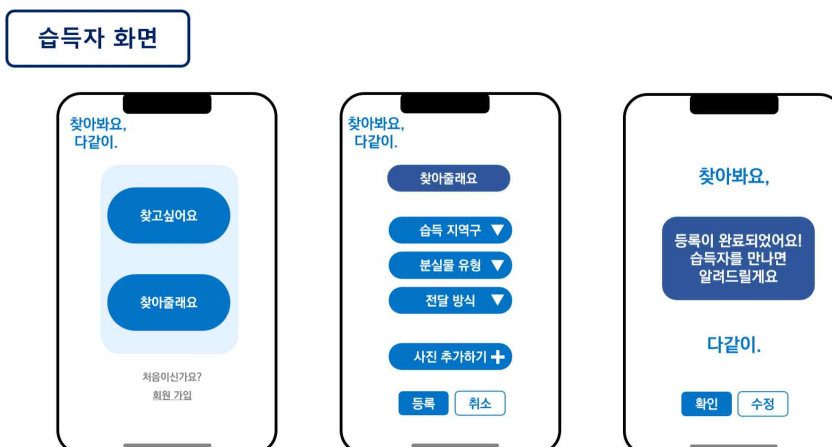 습득자 화면
찾아봐요,
다같이.
찾고싶어요
찾아줄래요
처음이신가요?
회원 가입
찾아봐요,
다같이.
찾아줄래요
습득 지역구
분실물 유형
전달 방식
사진 추가하기
등록
취소
찾아봐요,
등록이 완료되었어요!
습득자를 만나면
알려드릴게요
다같이.
확인
수정